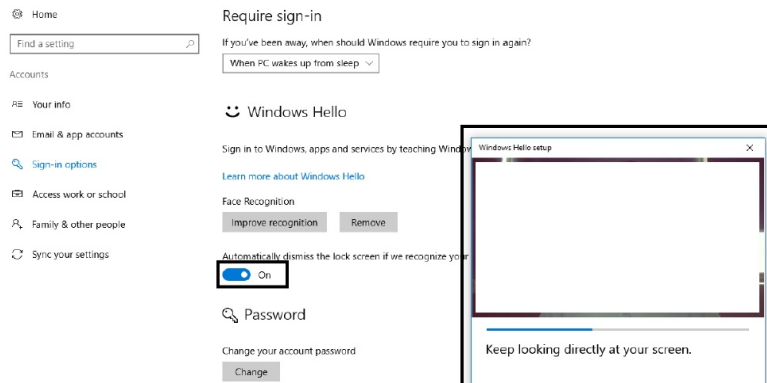 Home
Find a setting
Accounts
Your info
Email & app accounts
Sign-in options
Access work or school
Family & other people
Sync your settings
Require sign-in
If you've been away, when should Windows require you to sign in again?
When PC wakes up from sleep
Windows Hello
Sign in to Windows, apps and services by teaching
Learn more about Windows Hello
Face Recognition
Improve recognition Remove
Automatically dismiss the lock screen if we recognize your
On
Password
Change your account password
Change
Windows Hello setup
Keep looking directly at your screen.